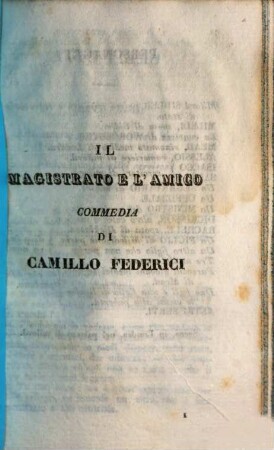 IL
MAGISTRATO E L'AMICO
COMMEDIA
DI
CAMILLO FEDERICI